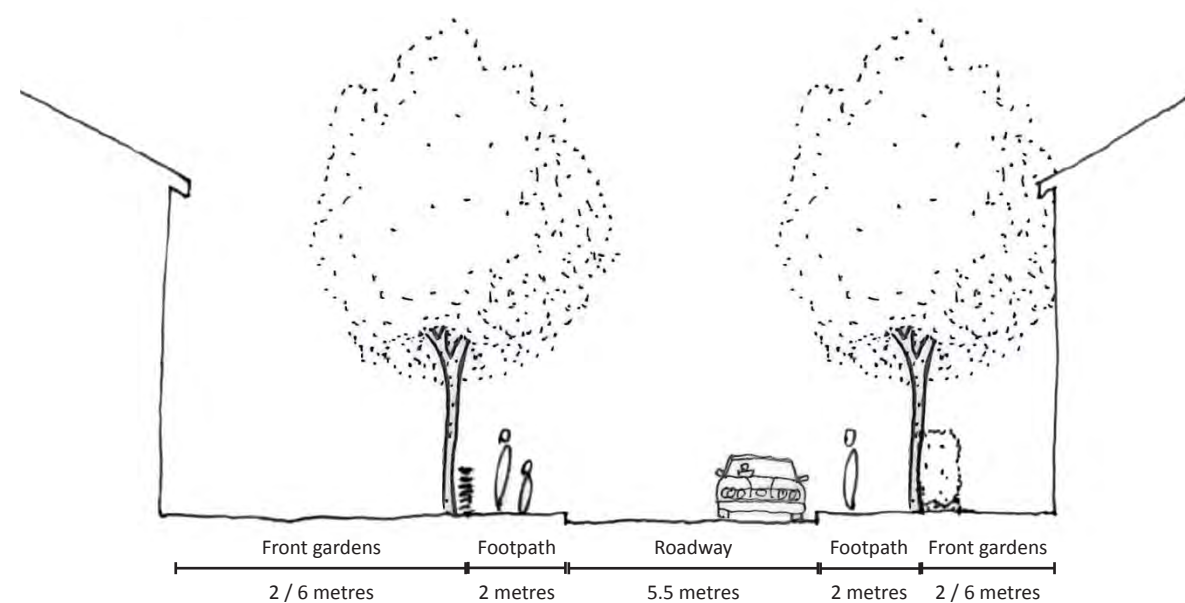 Front gardens Footpath Roadway Footpath Front gardens
2 / 6 metres 2 metres 5.5 metres 2 metres 2 / 6 metres